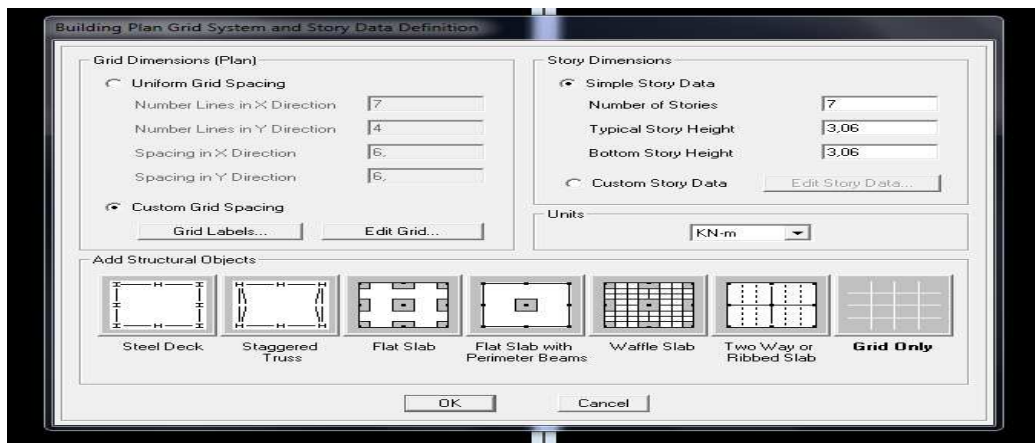 Building Plan Grid System and Story Data Definition
Grid Dimensions (Plan)
Uniform Grid Spacing
Number Lines in X Direction 7
Number Lines in Y Direction 4
Spacing in X Direction 6,
Spacing in Y Direction 6,
Custom Grid Spacing
Grid Labels... Edit Grid...
Story Dimensions
Simple Story Data
Number of Stories 7
Typical Story Height 3,06
Bottom Story Height 3,06
Custom Story Data Edit Story Data...
Units
KN-m
Add Structural Objects
Steel Deck
Staggered
Truss
Flat Slab
Flat Slab with
Perimeter Beams
Waffle Slab
Two Way or
Ribbed Slab
Grid Only
OK Cancel